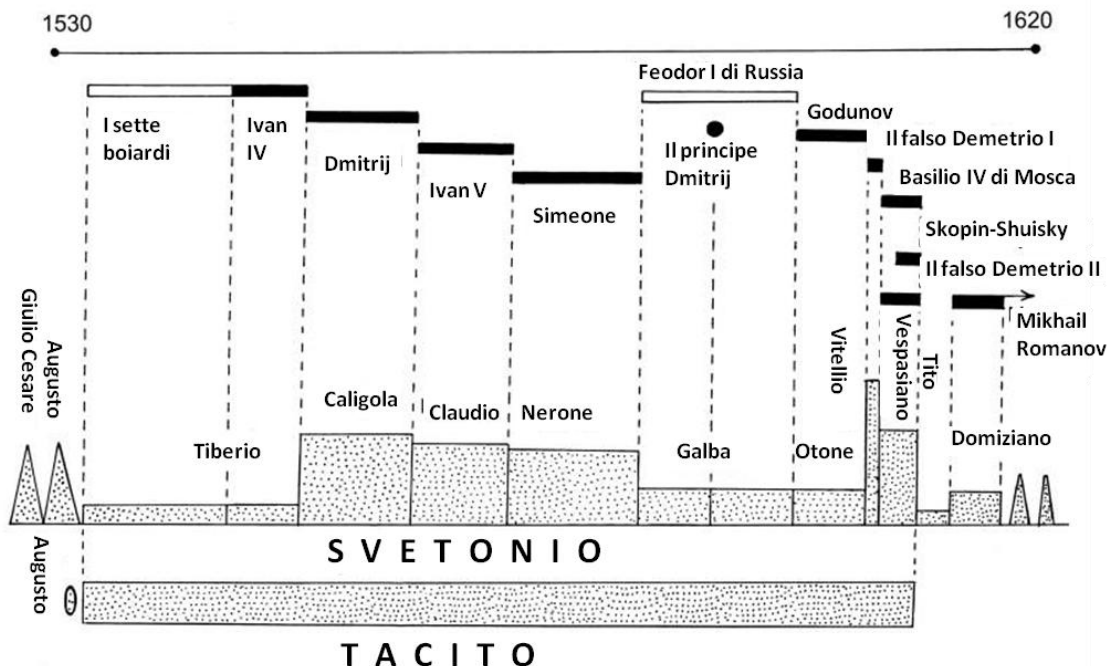 1530
1620
Feodor I di Russia
I sette
boiardi
Ivan
IV
Dmitrij
Ivan V
Simeone
Il principe
Dmitrij
Godunov
Il falso Demetrio I
Basilio IV di Mosca
Skopin-Shuisky
Il falso Demetrio II
Mikhail
Romanov
Giulio Cesare
Augusto
Tiberio
Caligola
Claudio
Nerone
Galba
Otone
Vitellio
Vespasiano
Tito
Domiziano
SVETONIO
Augusto
TACITO